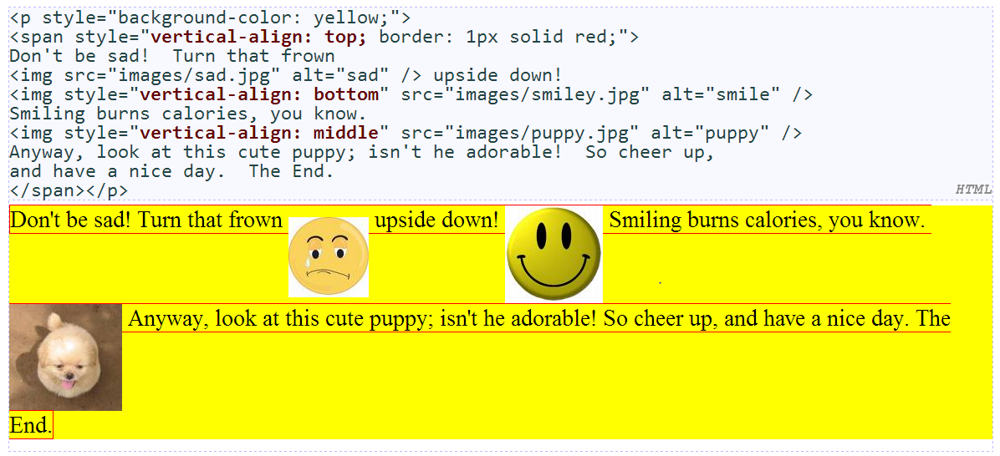 <p style="background-color: yellow;">
<span style="vertical-align: top; border: 1px solid red;">
Don't be sad!  Turn that frown
<img src="images/sad.jpg" alt="sad" /> upside down!
<img style="vertical-align: bottom" src="images/smiley.jpg" alt="smile" />
Smiling burns calories, you know.
<img style="vertical-align: middle" src="images/puppy.jpg" alt="puppy" />
Anyway, look at this cute puppy; isn't he adorable!  So cheer up,
and have a nice day.  The End.
</span></p>
HTML
Don't be sad! Turn that frown upside down! Smiling burns calories, you know.
Anyway, look at this cute puppy; isn't he adorable! So cheer up, and have a nice day. The
End.